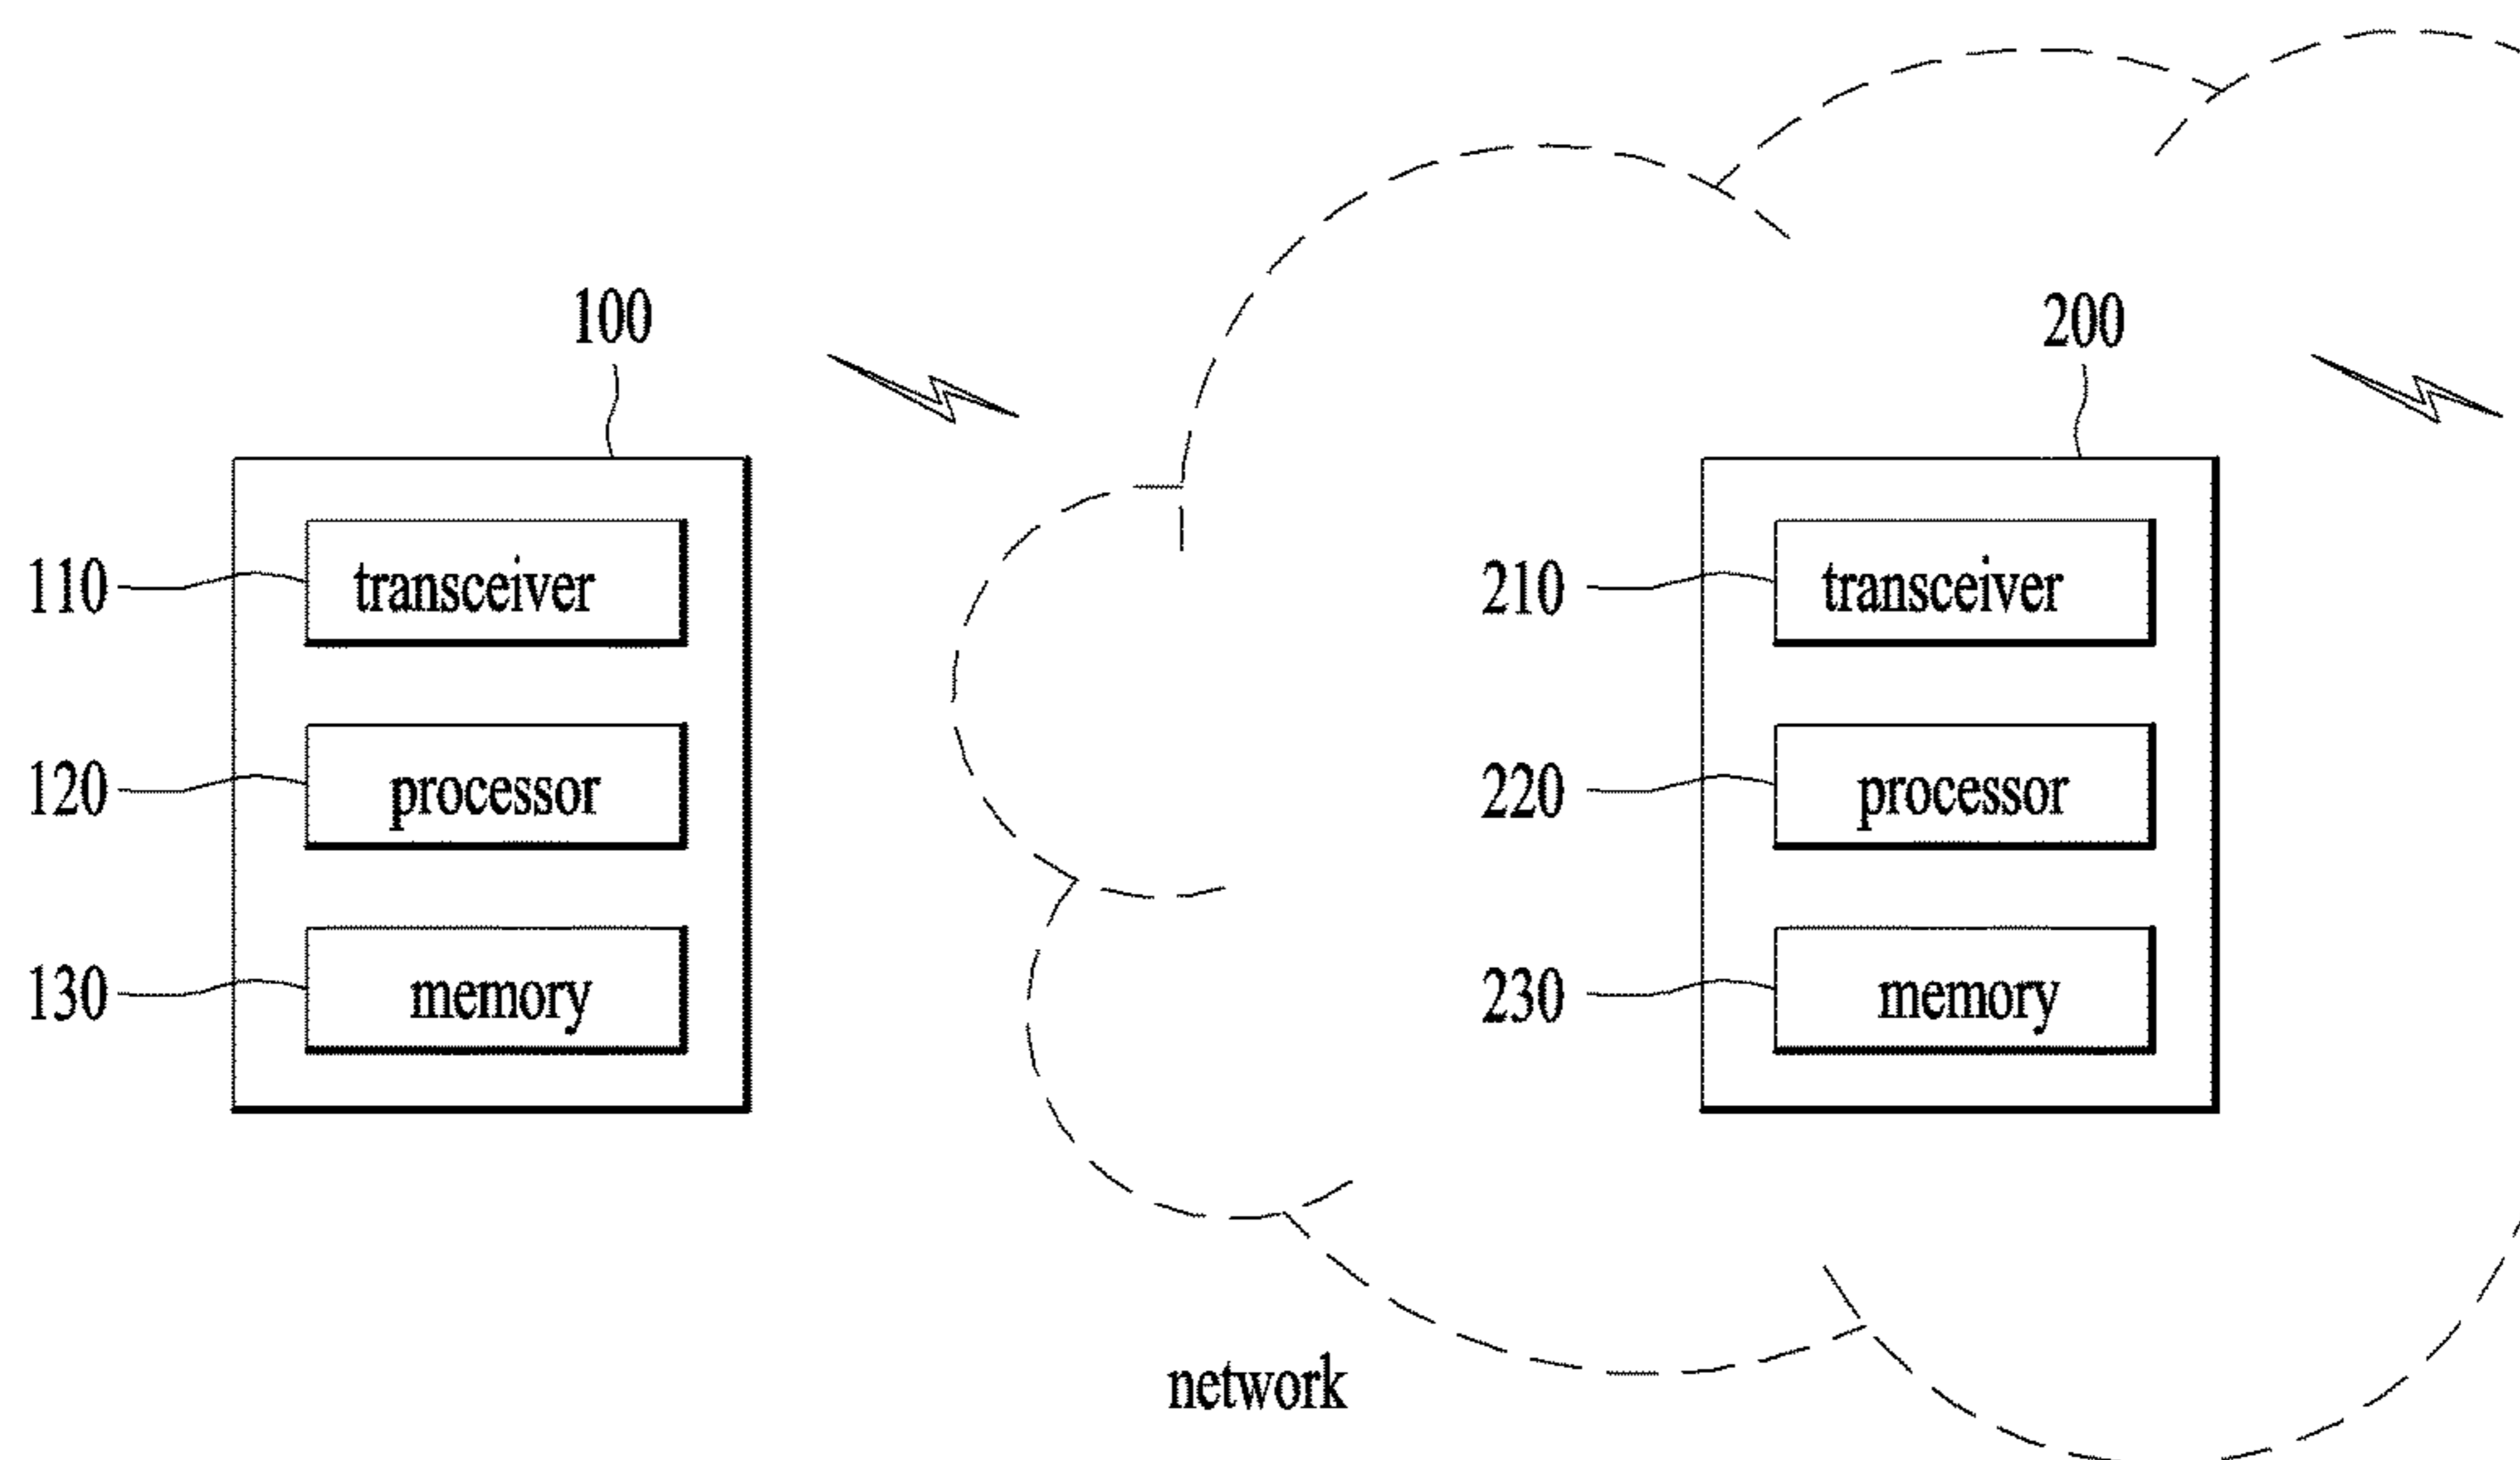 100
200
110 transceiver
210 transceiver
120 processor
220 processor
130 memory
230 memory
network